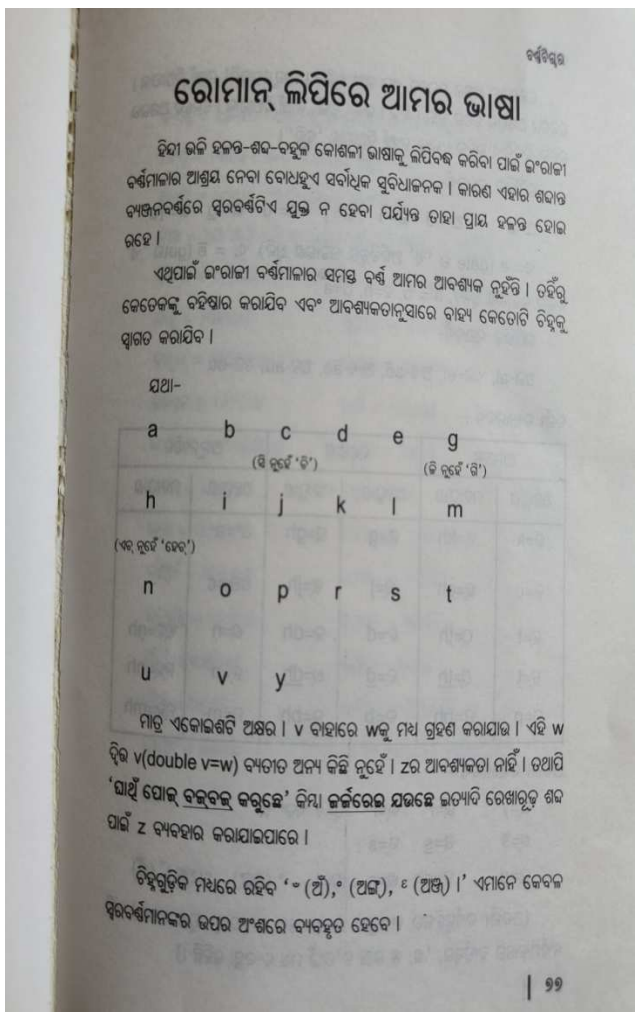 ବର୍ଣ୍ଣବିଗ୍ଭର
ରୋମାନ୍ ଲିପିରେ ଆମର ଭାଷା
ହିନ୍ଦୀ ଭଳି ହଳନ୍ତ-ଶବ୍ଦ-ବହୁଳ କୋଶଳୀ ଭାଷାକୁ ଲିପିବଦ୍ଧ କରିବା ପାଇଁ ଇଂରାଜୀ
ବର୍ଣ୍ଣମାଳାର ଆଶ୍ରୟ ନେବା ବୋଧହୁଏ ସର୍ବାଧିକ ସୁବିଧାଜନକ । କାରଣ ଏହାର ଶବ୍ଦାନ୍ତ
ବ୍ୟଞ୍ଜନବର୍ଣ୍ଣରେ ସ୍ୱରବର୍ଣ୍ଣଟିଏ ଯୁକ୍ତ ନ ହେବା ପର୍ଯ୍ୟନ୍ତ ତାହା ପ୍ରାୟ ହଳନ୍ତ ହୋଇ
ରହେ ।
ଏଥିପାଇଁ ଇଂରାଜୀ ବର୍ଣ୍ଣମାଳାର ସମସ୍ତ ବର୍ଣ୍ଣ ଆମର ଆବଶ୍ୟକ ନୁହଁନ୍ତି । ତହିଁରୁ
କେତେକଙ୍କୁ ବହିଷ୍କାର କରାଯିବ ଏବଂ ଆବଶ୍ୟକତାନୁସାରେ ବାହ୍ୟ କେତୋଟି ଚିହ୍ନକୁ
ସ୍ୱାଗତ କରାଯିବ ।
ଯଥା-
a b c d e g
(ସି ନୁହେଁ ‘ଚି’) (ଜି ନୁହେଁ ‘ଗି’)
h i j k l m
(ଏଚ୍ ନୁହେଁ ‘ହେଚ୍’)
n o p r s t
u v y
ମାତ୍ର ଏକୋଇଶଟି ଅକ୍ଷର । v ବାହାରେ wକୁ ମଧ୍ୟ ଗ୍ରହଣ କରାଯାଉ । ଏହି w
ଦ୍ୱିତ୍ୱ v(double v=w) ବ୍ୟତୀତ ଅନ୍ୟ କିଛି ନୁହେଁ । zର ଆବଶ୍ୟକତା ନାହିଁ । ତଥାପି
‘ଘାଥିଁ ପୋକ୍ ବଜ୍‌ବଜ୍ କରୁଛେ’ କିମ୍ବା ଜର୍ଜରେଇ ଯଉଛେ ଇତ୍ୟାଦି ରେଖାରୂଢ଼ ଶବ୍ଦ
ପାଇଁ z ବ୍ୟବହାର କରାଯାଇପାରେ ।
ଚିହ୍ନଗୁଡ଼ିକ ମଧ୍ୟରେ ରହିବ ‘ (ଅଁ), ° (ଅଙ୍ଗ), ᵋ (ଅଞ୍) ।’ ଏମାନେ କେବଳ
ସ୍ୱରବର୍ଣ୍ଣମାନଙ୍କର ଉପର ଅଂଶରେ ବ୍ୟବହୃତ ହେବେ ।
| ୭୭